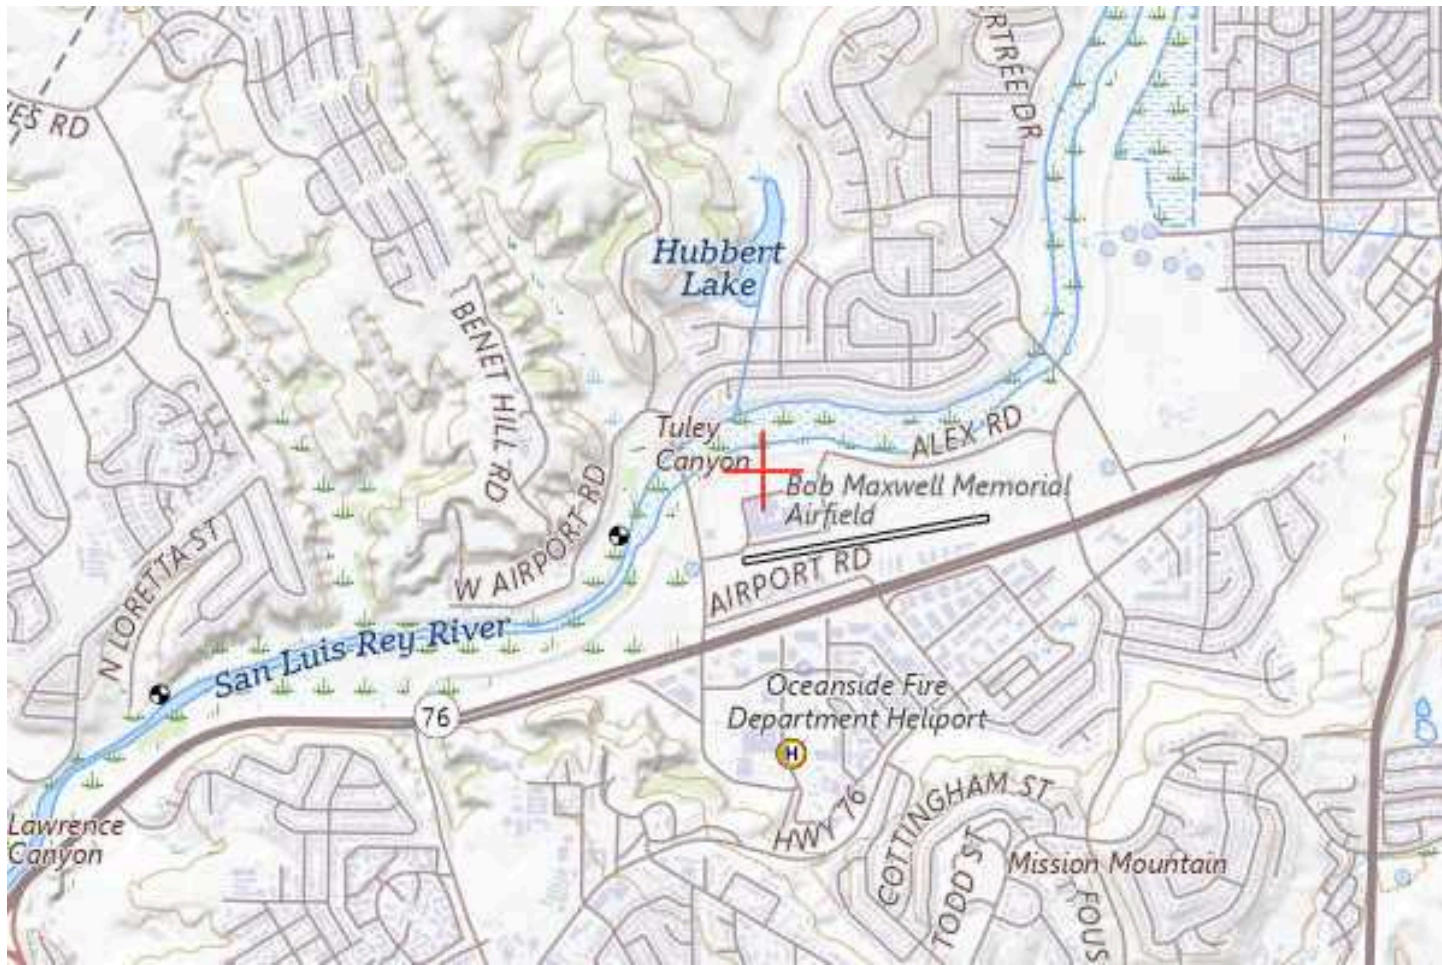 ERTREE DR
ES RD
Hubbert
Lake
BENET HILL RD
Tuley
Canyon
ALEX RD
Bob Maxwell Memorial
Airfield
W AIRPORT RD
AIRPORT RD
N LORETTA ST
San Luis Rey River
76
Oceanside Fire
Department Heliport
H
HWY 76
COTTINGHAM ST
Lawrence
Canyon
TODD ST
Mission Mountain
FOUS